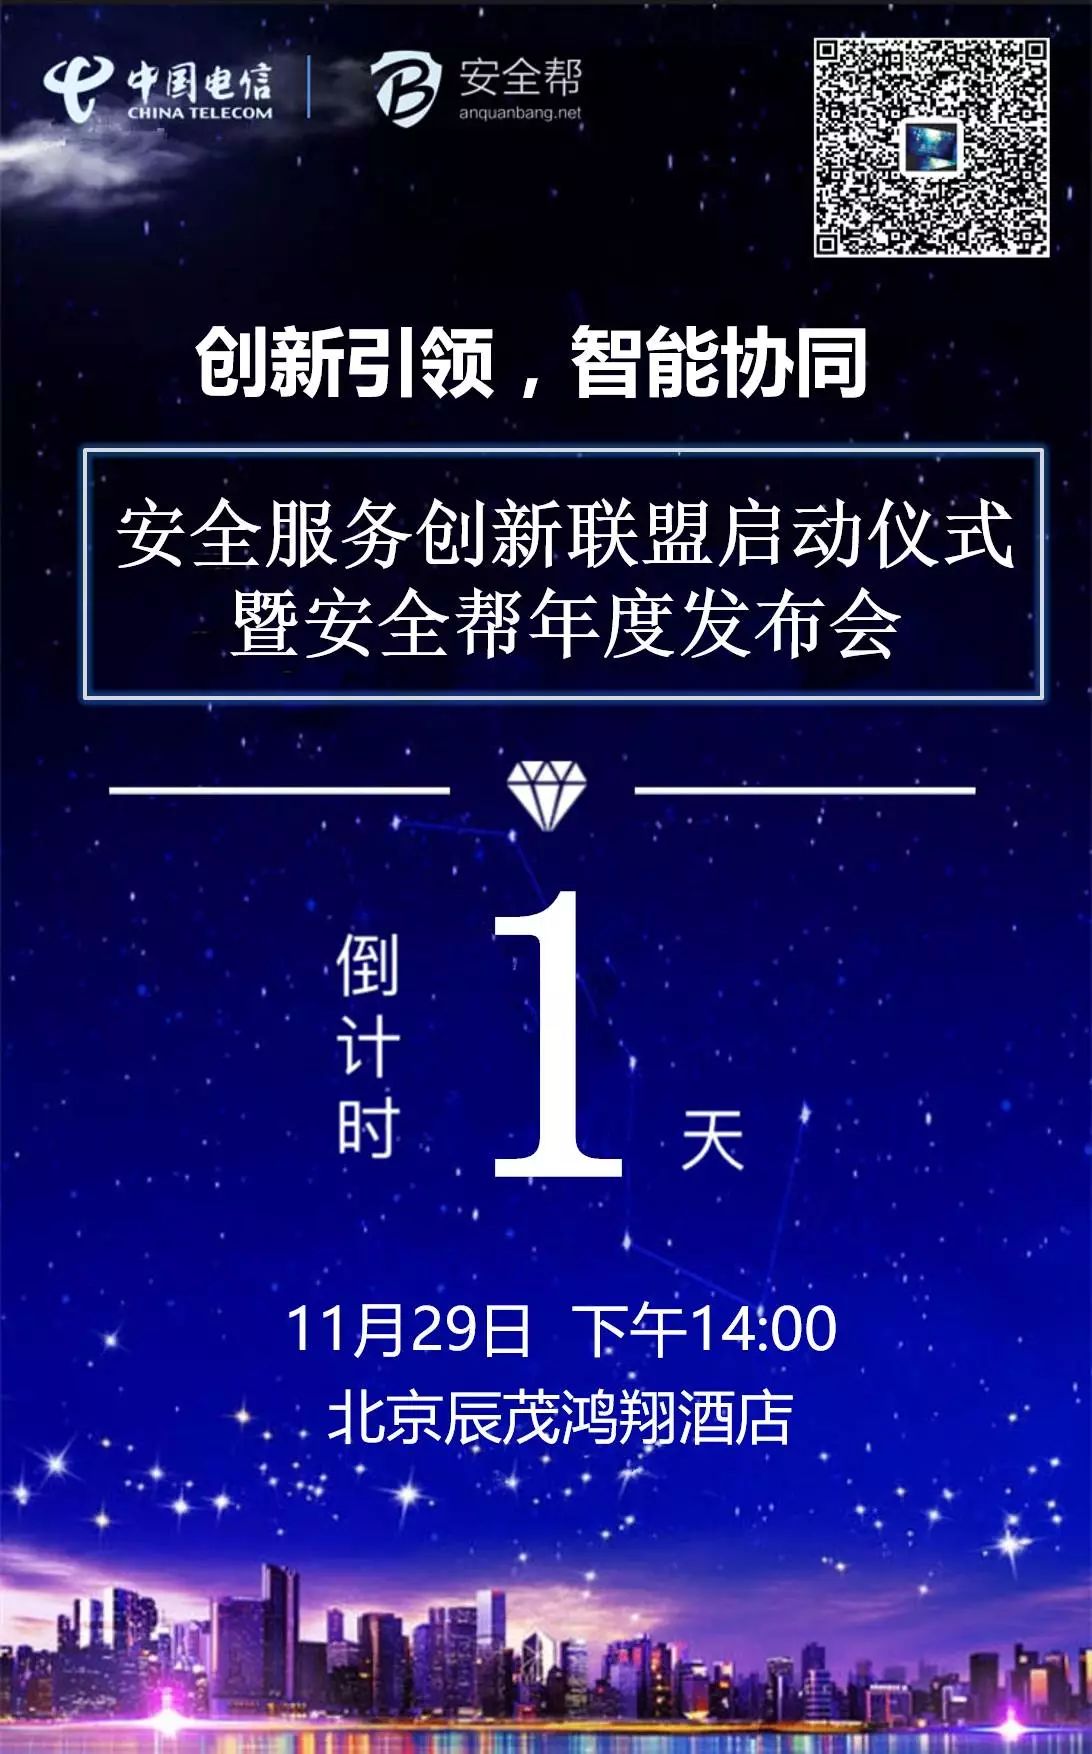 中国电信
CHINA TELECOM
安全帮
anquanbang.net
创新引领，智能协同
安全服务创新联盟启动仪式
暨安全帮年度发布会
倒计时
1
天
11月29日 下午14:00
北京辰茂鸿翔酒店